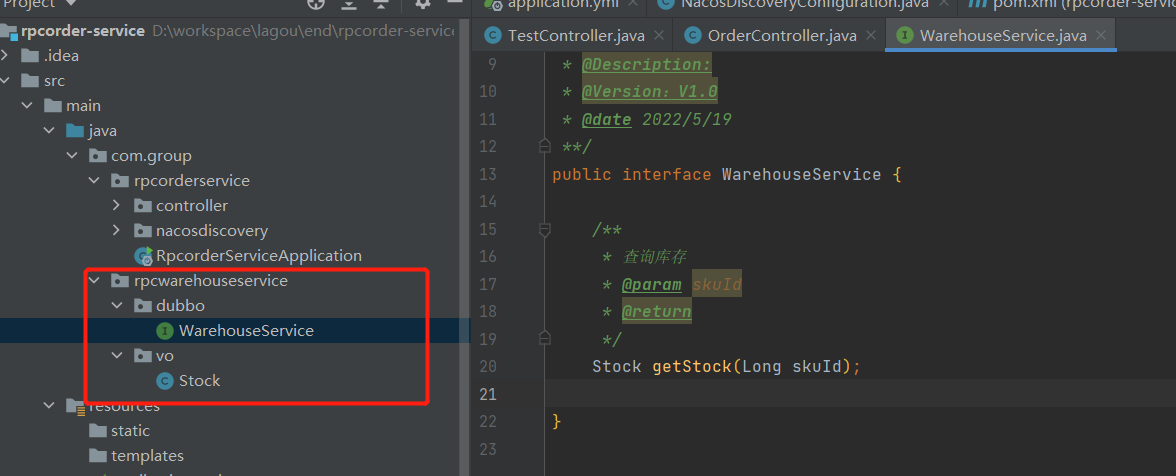 Project
rpcorder-service D:\workspace\lagou\end\rpcorder-service
.idea
src
main
java
com.group
rpcorderservice
controller
nacosdiscovery
RpcorderServiceApplication
rpcwarehouseservice
dubbo
WarehouseService
vo
Stock
resources
static
templates
application.yml
NacosDiscoveryConfiguration.java
pom.xml (rpcorder-servic
TestController.java
OrderController.java
WarehouseService.java
9 * @Description:
10 * @Version: V1.0
11 * @date 2022/5/19
12 **/
13 public interface WarehouseService {
14
15 /**
16 * 查询库存
17 * @param skuId
18 * @return
19 */
20 Stock getStock(Long skuId);
21
22 }
23